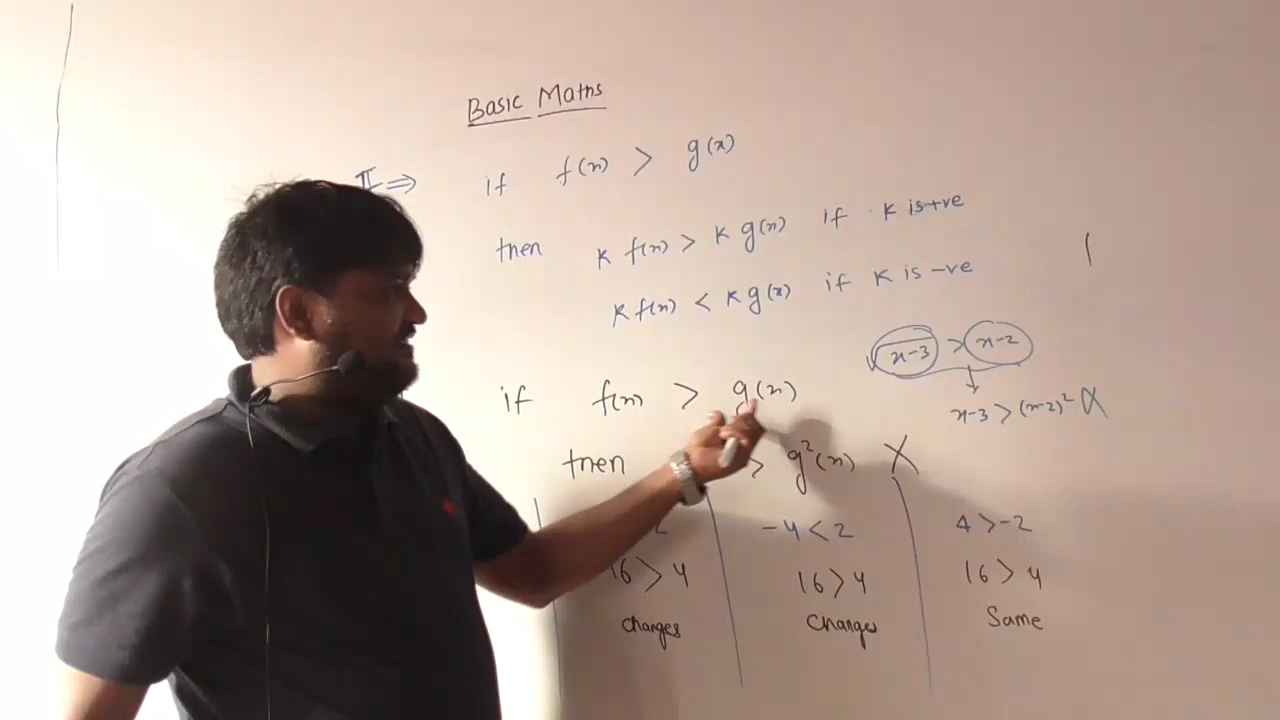 Basic Maths
II ⇒ if f(x) > g(x)
then K f(x) > K g(x) if K is +ve
K f(x) < K g(x) if K is -ve
√x-3 > x-2
x-3 > (x-2)² X
if f(x) > g(x)
then > g²(x) X
2 -4 < 2 4 > -2
16 > 4 16 > 4 16 > 4
changes changes Same